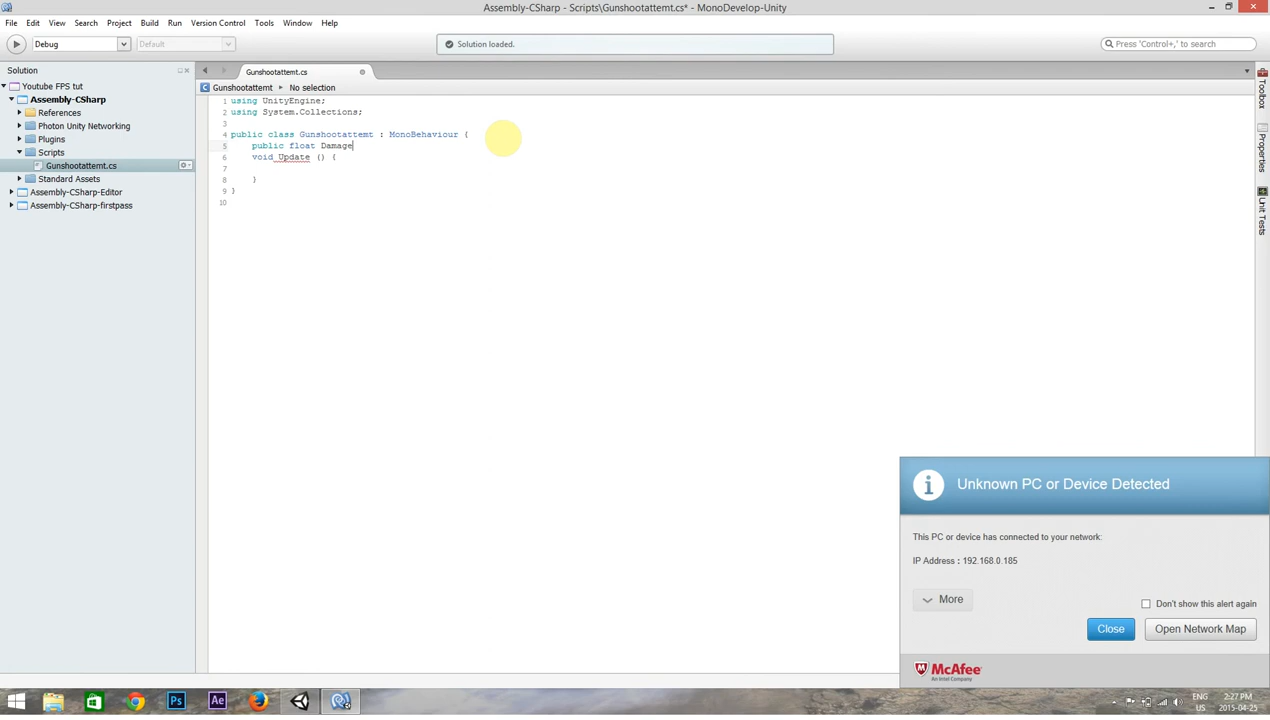 Assembly-CSharp - Scripts\Gunshootattemt.cs* - MonoDevelop-Unity
File Edit View Search Project Build Run Version Control Tools Window Help
Debug Default Solution loaded. Press 'Control+,' to search
Solution
Gunshootattemt.cs
Youtube FPS tut
Gunshootattemt No selection
Assembly-CSharp
References
Photon Unity Networking
Plugins
Scripts
Gunshootattemt.cs
Standard Assets
Assembly-CSharp-Editor
Assembly-CSharp-firstpass
1 using UnityEngine;
2 using System.Collections;
3
4 public class Gunshootattemt : MonoBehaviour {
5 public float Damage
6 void Update () {
7
8 }
9 }
10
Toolbox
Properties
Unit Tests
Unknown PC or Device Detected
This PC or device has connected to your network:
IP Address : 192.168.0.185
More
Don't show this alert again
Close Open Network Map
McAfee
An Intel Company
Ps Ae
ENG 2:27 PM
US 2015-04-25